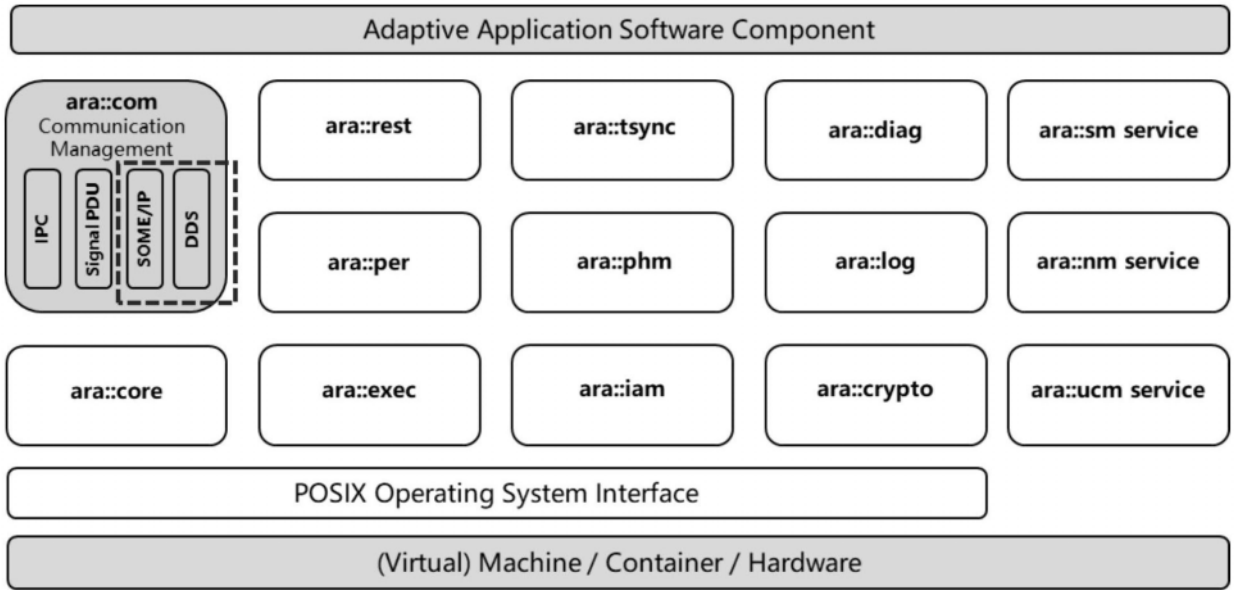 Adaptive Application Software Component
ara::com
Communication
Management
IPC
Signal PDU
SOME/IP
DDS
ara::rest
ara::tsync
ara::diag
ara::sm service
ara::per
ara::phm
ara::log
ara::nm service
ara::core
ara::exec
ara::iam
ara::crypto
ara::ucm service
POSIX Operating System Interface
(Virtual) Machine / Container / Hardware